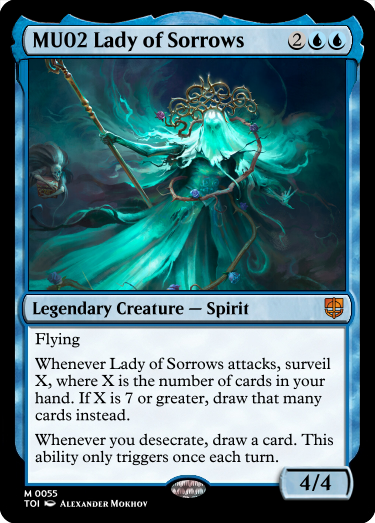 MU02 Lady of Sorrows 2
Legendary Creature — Spirit
Flying
Whenever Lady of Sorrows attacks, surveil
X, where X is the number of cards in your
hand. If X is 7 or greater, draw that many
cards instead.
Whenever you desecrate, draw a card. This
ability only triggers once each turn.
4/4
M 0055
TOI Alexander Mokhov